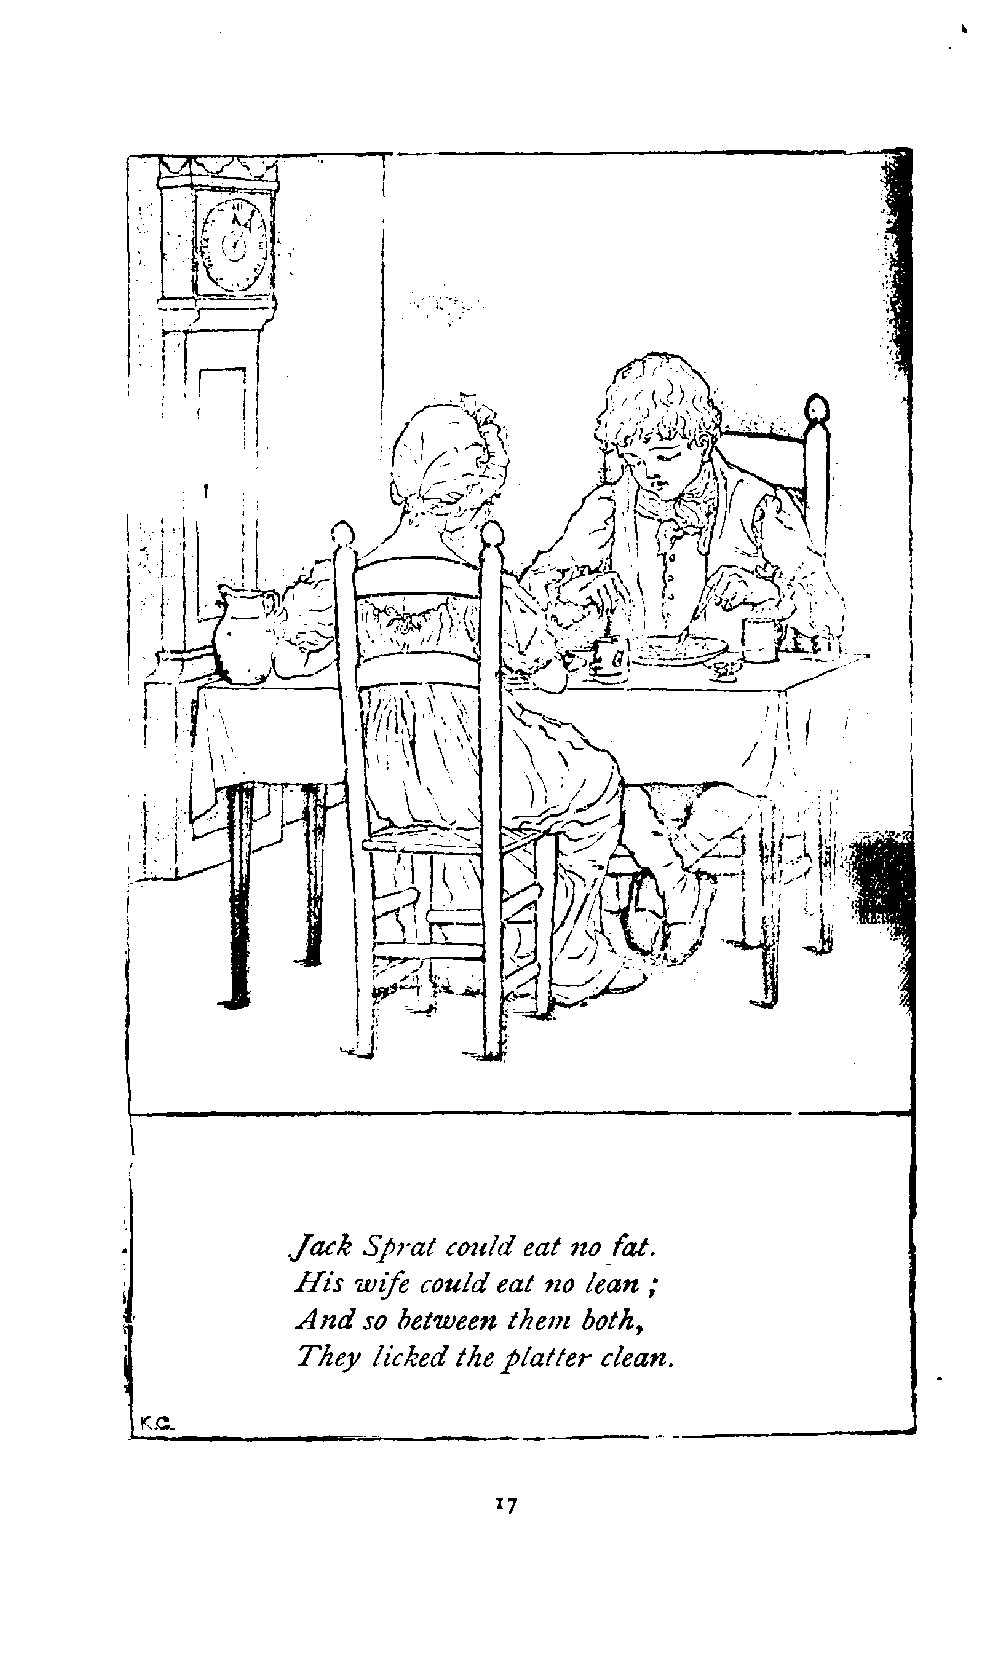 Jack Sprat could eat no fat.
His wife could eat no lean ;
And so between them both,
They licked the platter clean.
K.G.
17